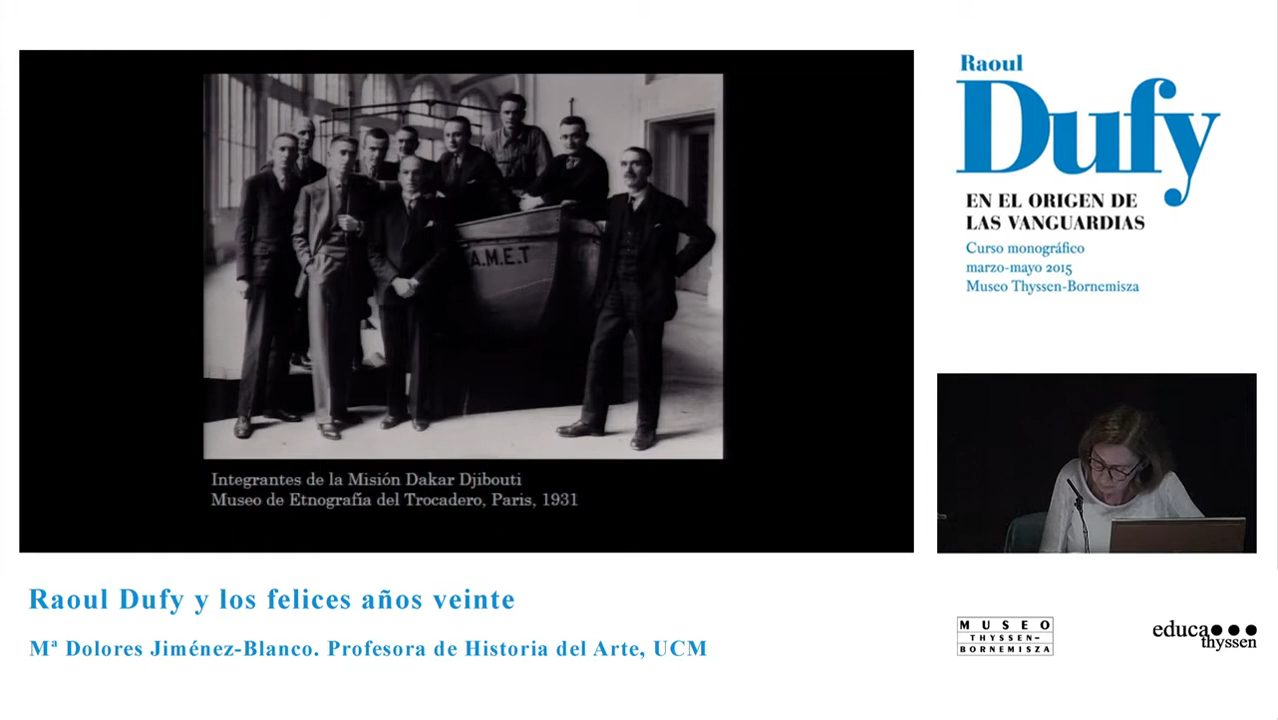 A.M.E.T
Integrantes de la Misión Dakar Djibouti
Museo de Etnografía del Trocadero, Paris, 1931
Raoul
Dufy
EN EL ORIGEN DE
LAS VANGUARDIAS
Curso monográfico
marzo-mayo 2015
Museo Thyssen-Bornemisza
Raoul Dufy y los felices años veinte
Mª Dolores Jiménez-Blanco. Profesora de Historia del Arte, UCM
MUSEO
THYSSEN-
BORNEMISZA
educa
thyssen